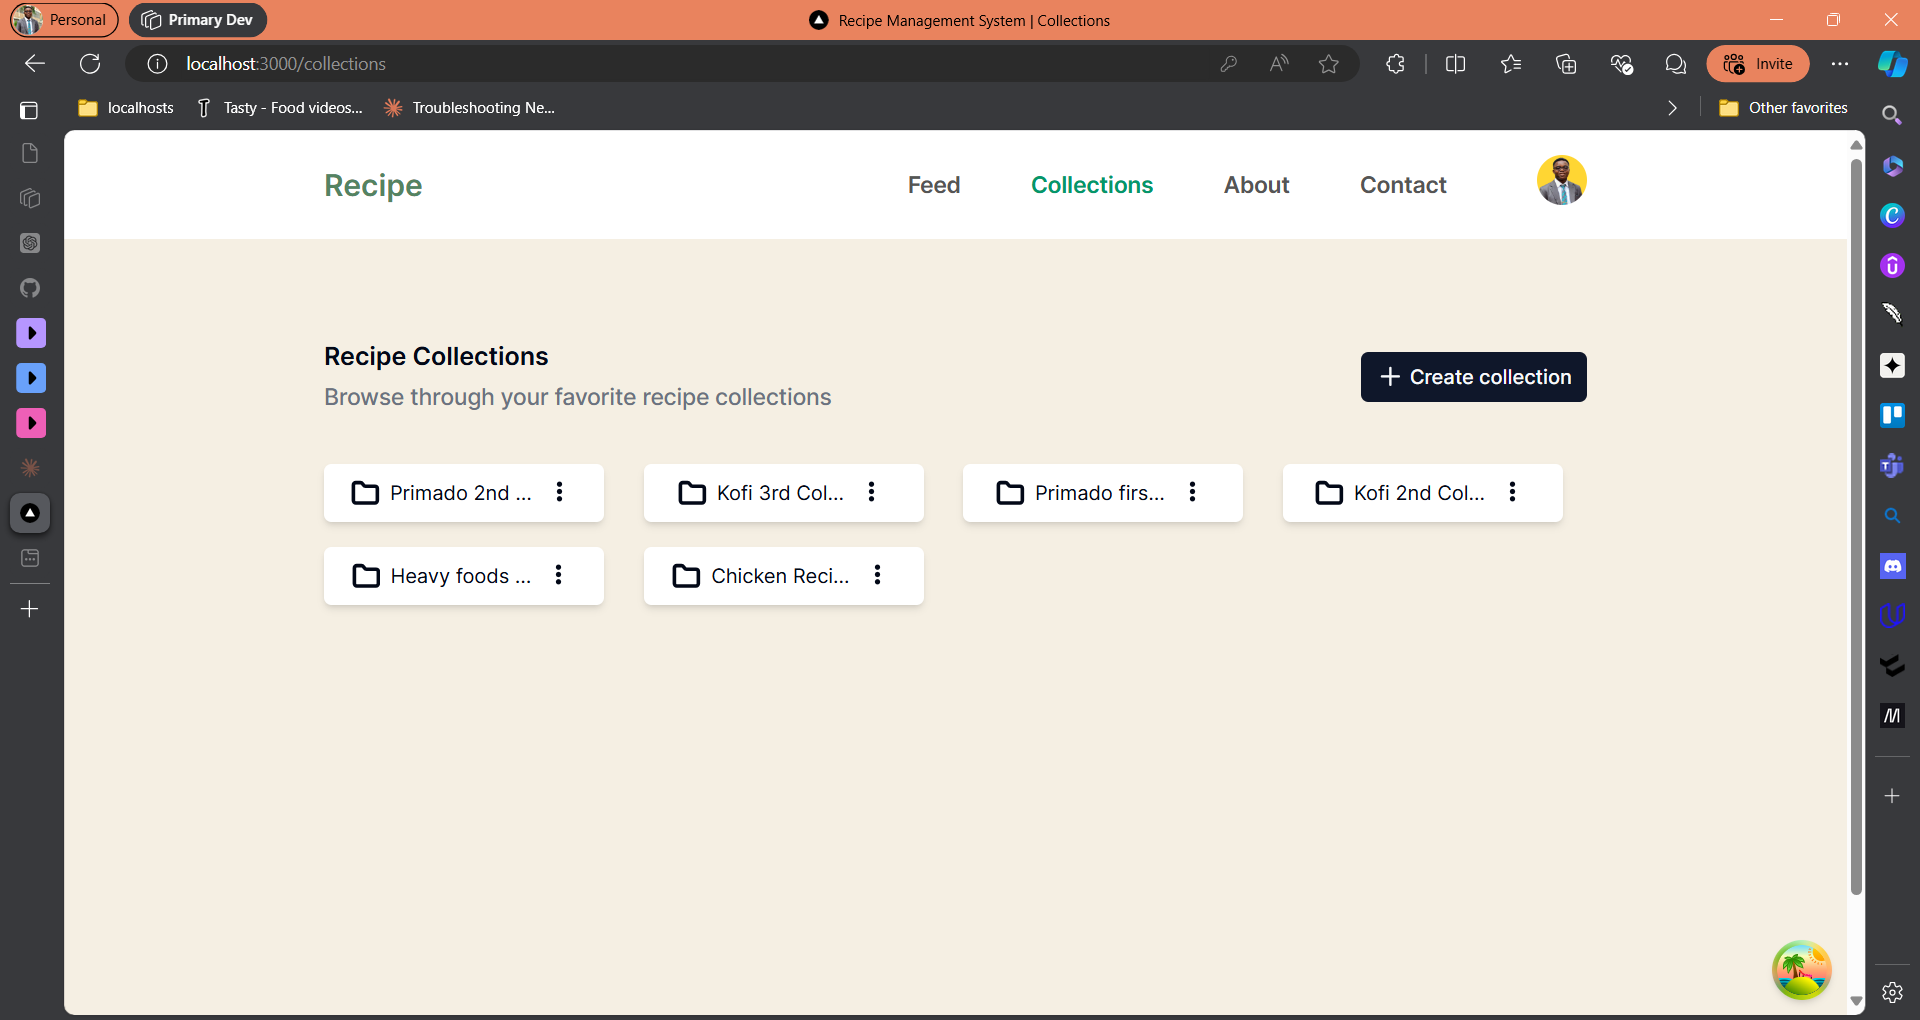 Personal
Primary Dev
Recipe Management System | Collections
localhost:3000/collections
Invite
localhosts
Tasty - Food videos...
Troubleshooting Ne...
Other favorites
Recipe
Feed
Collections
About
Contact
Recipe Collections
Browse through your favorite recipe collections
+ Create collection
Primado 2nd ...
Kofi 3rd Col...
Primado firs...
Kofi 2nd Col...
Heavy foods ...
Chicken Reci...